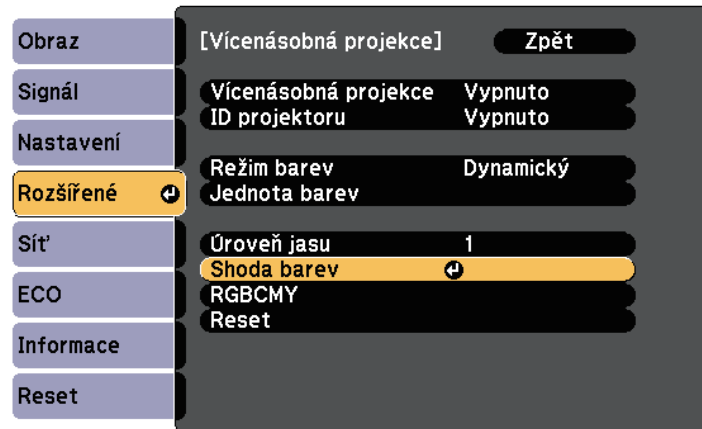 Obraz
Signál
Nastavení
Rozšířené
Síť
ECO
Informace
Reset
[Vícenásobná projekce] Zpět
Vícenásobná projekce Vypnuto
ID projektoru Vypnuto
Režim barev Dynamický
Jednota barev
Úroveň jasu 1
Shoda barev
RGBCMY
Reset